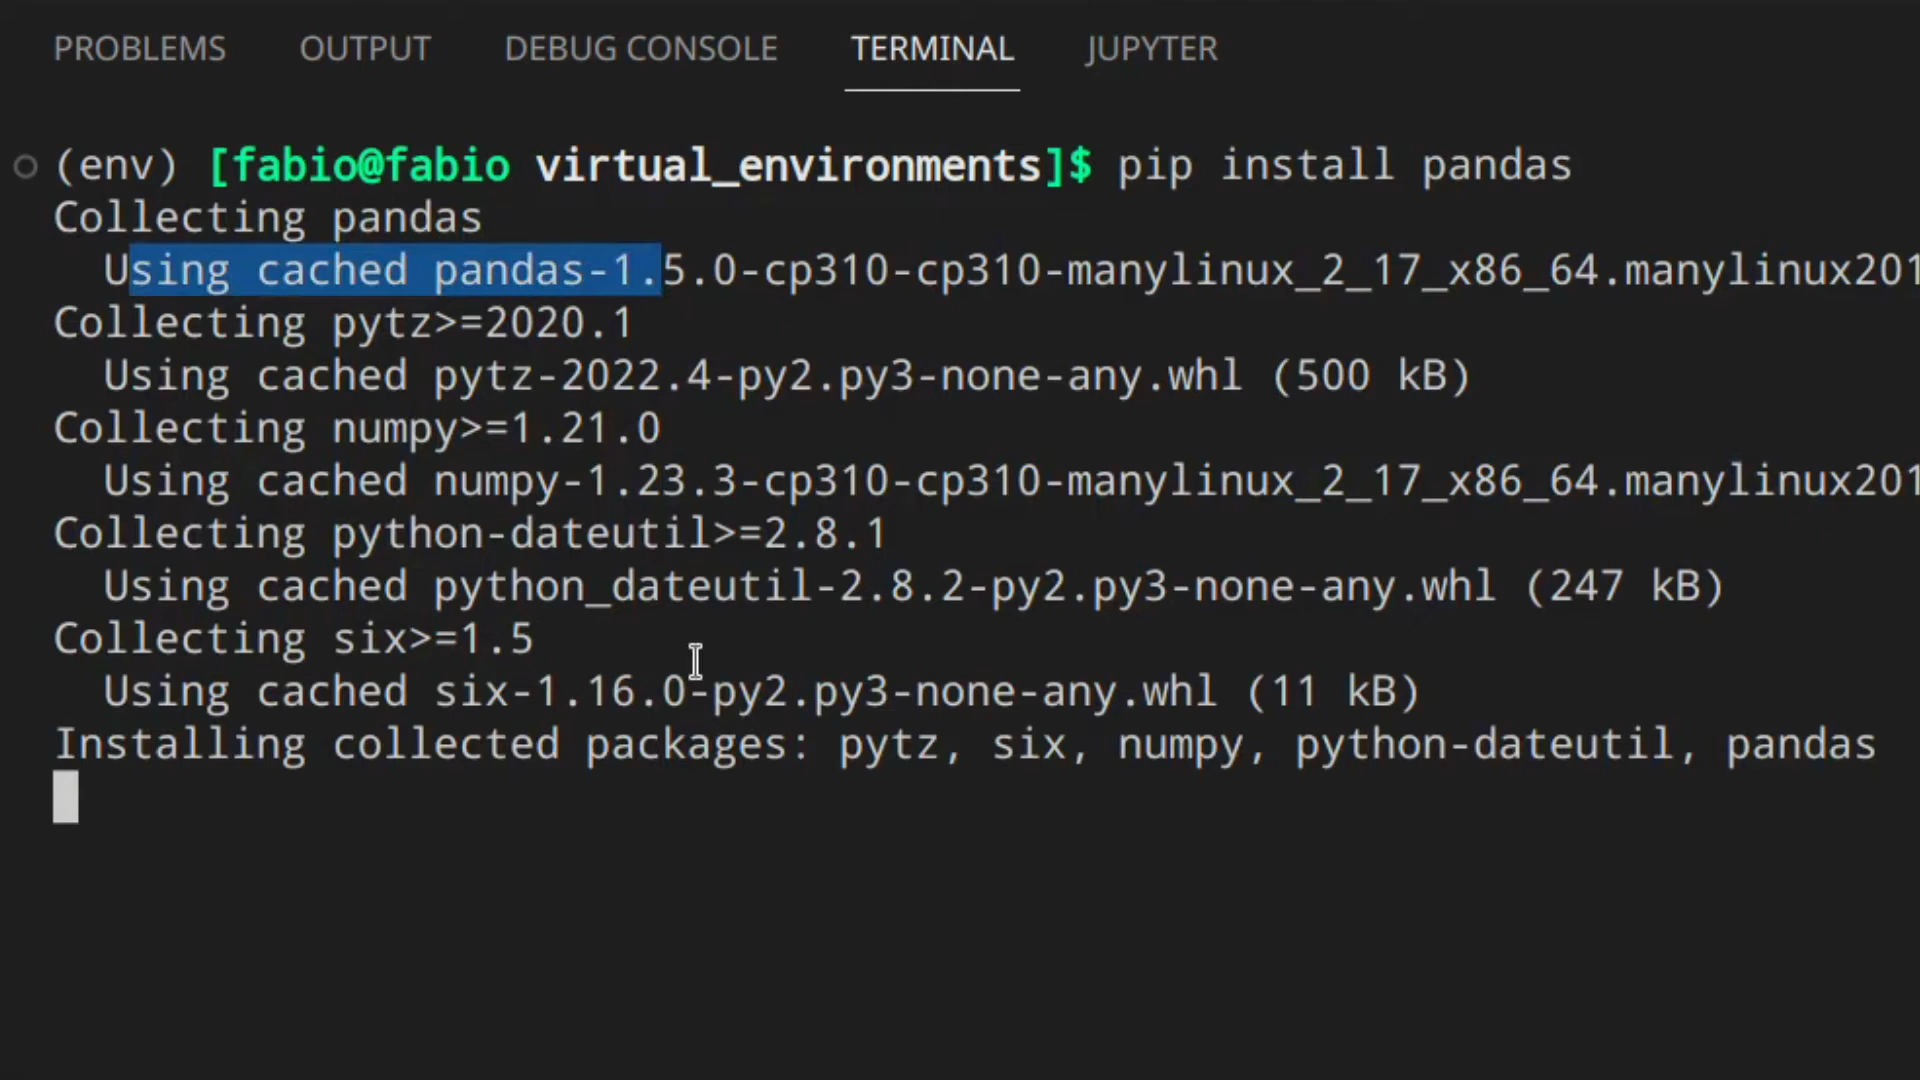 PROBLEMS OUTPUT DEBUG CONSOLE TERMINAL JUPYTER
(env) [fabio@fabio virtual_environments]$ pip install pandas
Collecting pandas
  Using cached pandas-1.5.0-cp310-cp310-manylinux_2_17_x86_64.manylinux201
Collecting pytz>=2020.1
  Using cached pytz-2022.4-py2.py3-none-any.whl (500 kB)
Collecting numpy>=1.21.0
  Using cached numpy-1.23.3-cp310-cp310-manylinux_2_17_x86_64.manylinux201
Collecting python-dateutil>=2.8.1
  Using cached python_dateutil-2.8.2-py2.py3-none-any.whl (247 kB)
Collecting six>=1.5
  Using cached six-1.16.0-py2.py3-none-any.whl (11 kB)
Installing collected packages: pytz, six, numpy, python-dateutil, pandas